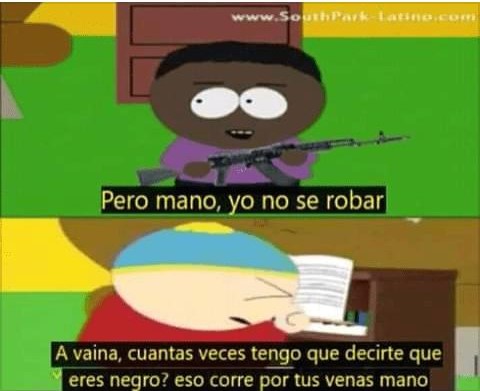 www.SouthPark-Latino.com
Pero mano, yo no se robar
A vaina, cuantas veces tengo que decirte que
eres negro? eso corre por tus venas mano